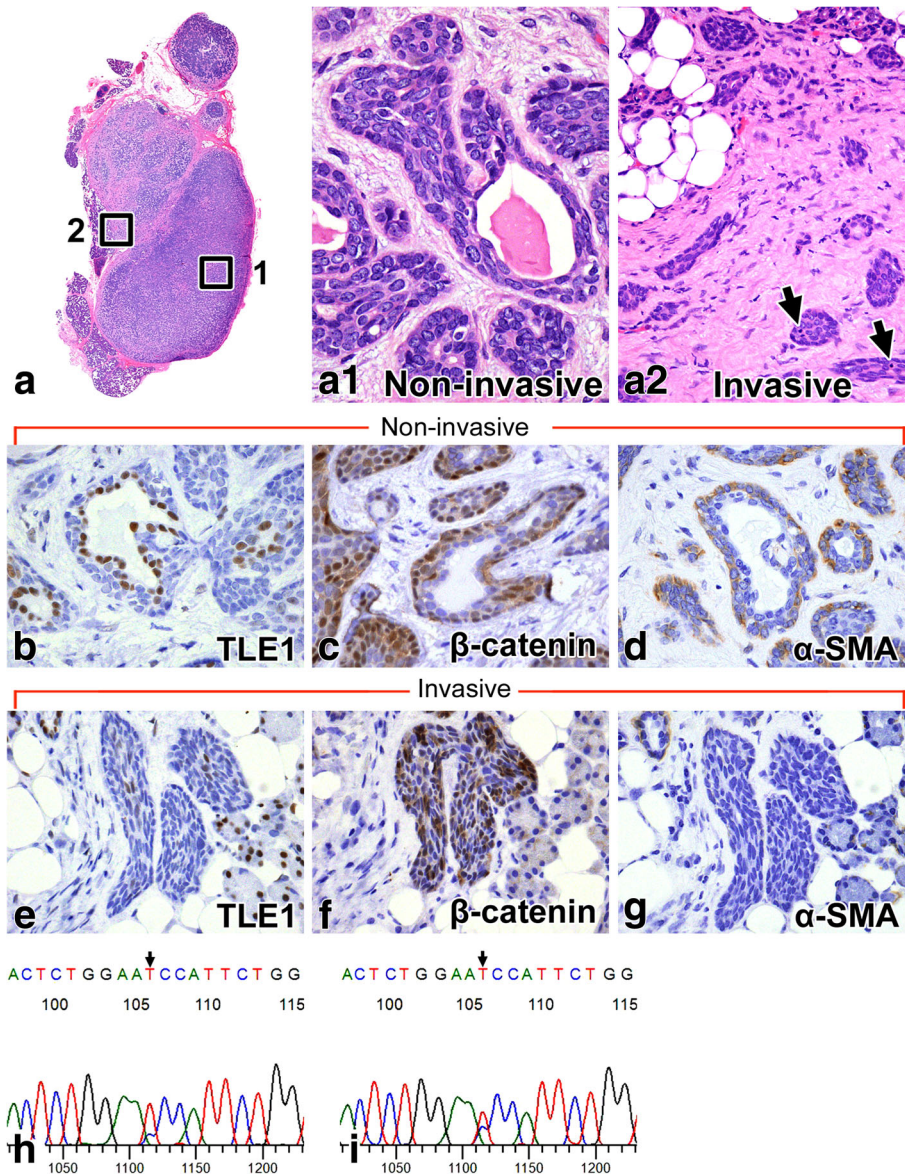 2
1
a
a1 Non-invasive
a2 Invasive
Non-invasive
b TLE1
c β-catenin
d α-SMA
Invasive
e TLE1
f β-catenin
g α-SMA
ACTCTGGAATCCATTCTGG
100 105 110 115
h
1050 1100 1150 1200
ACTCTGGAATCCATTCTGG
100 105 110 115
i
1050 1100 1150 1200